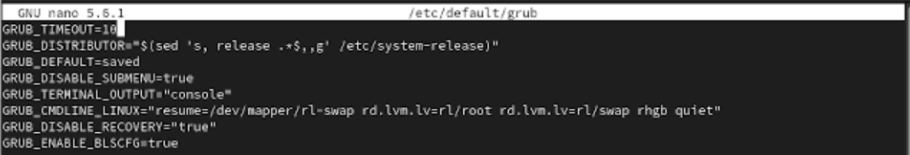 GNU nano 5.6.1 /etc/default/grub
GRUB_TIMEOUT=10
GRUB_DISTRIBUTOR="$(sed 's, release .*$,,g' /etc/system-release)"
GRUB_DEFAULT=saved
GRUB_DISABLE_SUBMENU=true
GRUB_TERMINAL_OUTPUT="console"
GRUB_CMDLINE_LINUX="resume=/dev/mapper/rl-swap rd.lvm.lv=rl/root rd.lvm.lv=rl/swap rhgb quiet"
GRUB_DISABLE_RECOVERY="true"
GRUB_ENABLE_BLSCFG=true